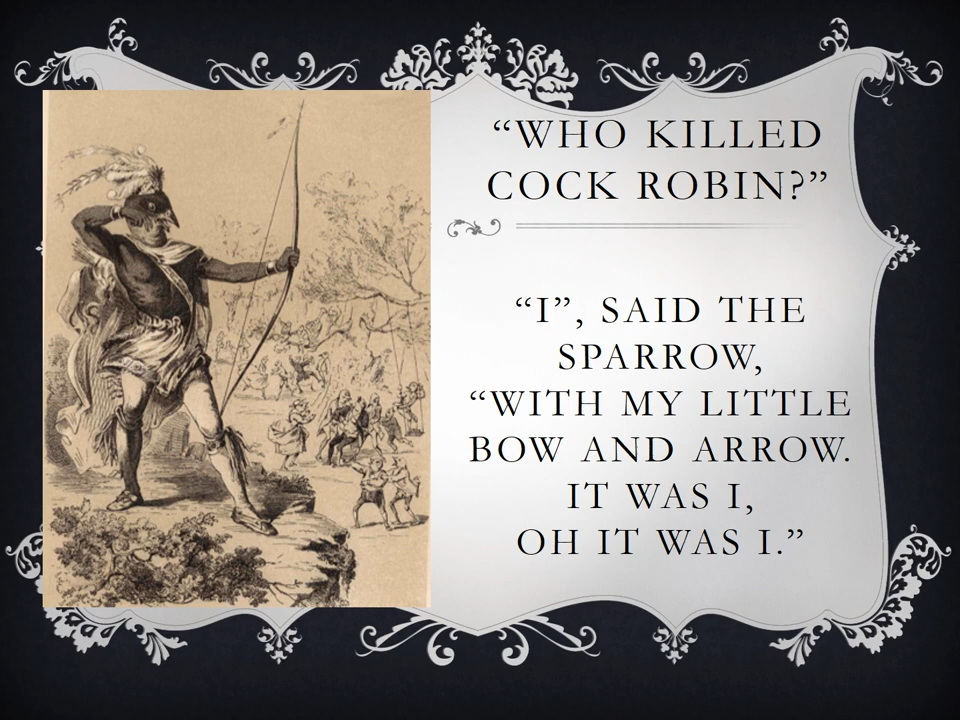 “WHO KILLED
COCK ROBIN?”
“I”, SAID THE
SPARROW,
“WITH MY LITTLE
BOW AND ARROW.
IT WAS I,
OH IT WAS I.”